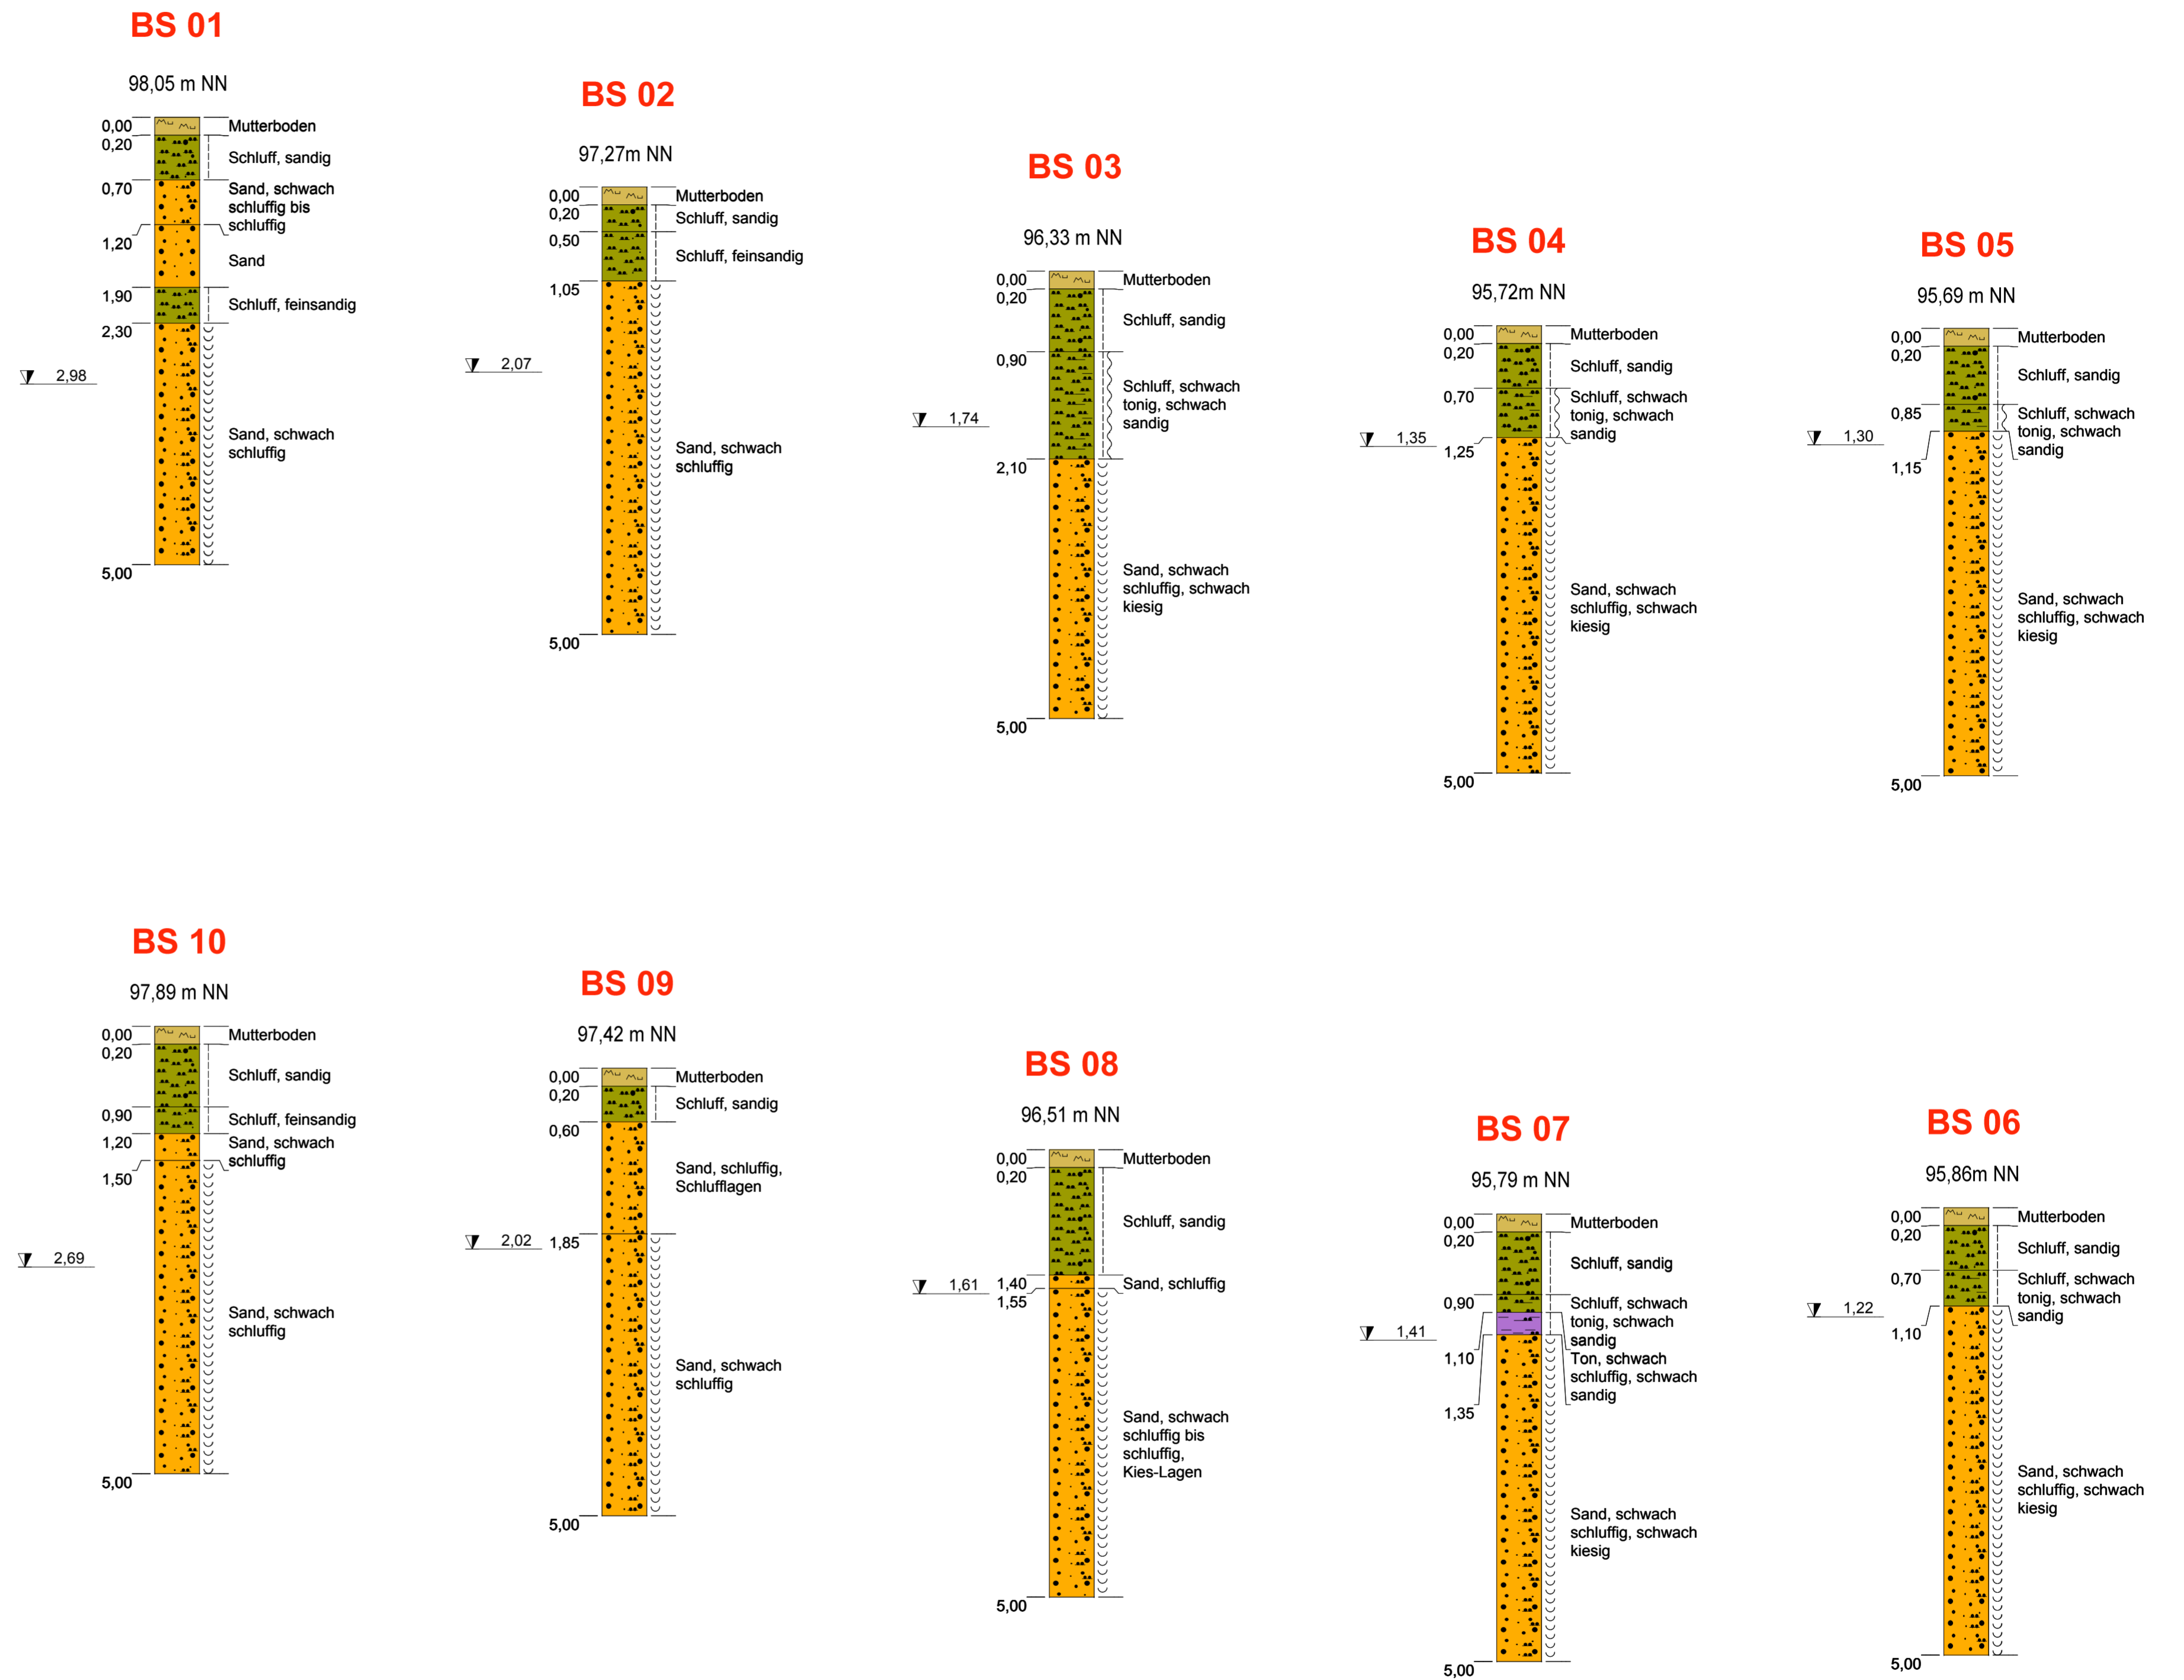 BS 01
98,05 m NN
0,00
Mutterboden
0,20
Schluff, sandig
0,70
Sand, schwach
schluffig bis
schluffig
1,20
Sand
1,90
Schluff, feinsandig
2,30
2,98
Sand, schwach
schluffig
5,00
BS 02
97,27m NN
0,00
Mutterboden
0,20
Schluff, sandig
0,50
Schluff, feinsandig
1,05
2,07
Sand, schwach
schluffig
5,00
BS 03
96,33 m NN
0,00
Mutterboden
0,20
Schluff, sandig
0,90
Schluff, schwach
tonig, schwach
sandig
1,74
2,10
Sand, schwach
schluffig, schwach
kiesig
5,00
BS 04
95,72m NN
0,00
Mutterboden
0,20
Schluff, sandig
0,70
Schluff, schwach
tonig, schwach
sandig
1,35
1,25
Sand, schwach
schluffig, schwach
kiesig
5,00
BS 05
95,69 m NN
0,00
Mutterboden
0,20
Schluff, sandig
0,85
Schluff, schwach
tonig, schwach
sandig
1,30
1,15
Sand, schwach
schluffig, schwach
kiesig
5,00
BS 10
97,89 m NN
0,00
Mutterboden
0,20
Schluff, sandig
0,90
Schluff, feinsandig
1,20
Sand, schwach
schluffig
1,50
2,69
Sand, schwach
schluffig
5,00
BS 09
97,42 m NN
0,00
Mutterboden
0,20
Schluff, sandig
0,60
Sand, schluffig,
Schlufflagen
2,02
1,85
Sand, schwach
schluffig
5,00
BS 08
96,51 m NN
0,00
Mutterboden
0,20
Schluff, sandig
1,61
1,40
Sand, schluffig
1,55
Sand, schwach
schluffig bis
schluffig,
Kies-Lagen
5,00
BS 07
95,79 m NN
0,00
Mutterboden
0,20
Schluff, sandig
0,90
Schluff, schwach
tonig, schwach
sandig
1,41
1,10
Ton, schwach
schluffig, schwach
sandig
1,35
Sand, schwach
schluffig, schwach
kiesig
5,00
BS 06
95,86m NN
0,00
Mutterboden
0,20
Schluff, sandig
0,70
Schluff, schwach
tonig, schwach
sandig
1,22
1,10
Sand, schwach
schluffig, schwach
kiesig
5,00